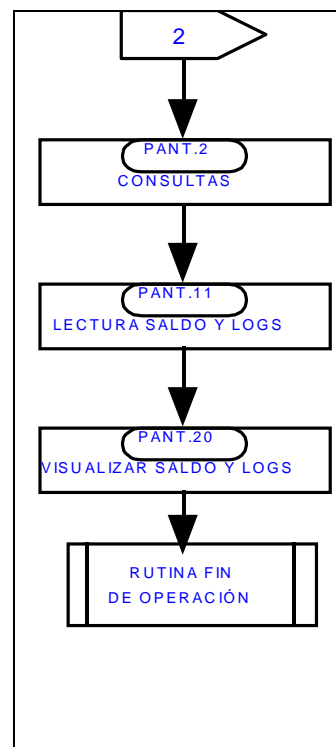 2
PANT.2
CONSULTAS
PANT.11
LECTURA SALDO Y LOGS
PANT.20
VISUALIZAR SALDO Y LOGS
RUTINA FIN
DE OPERACIÓN